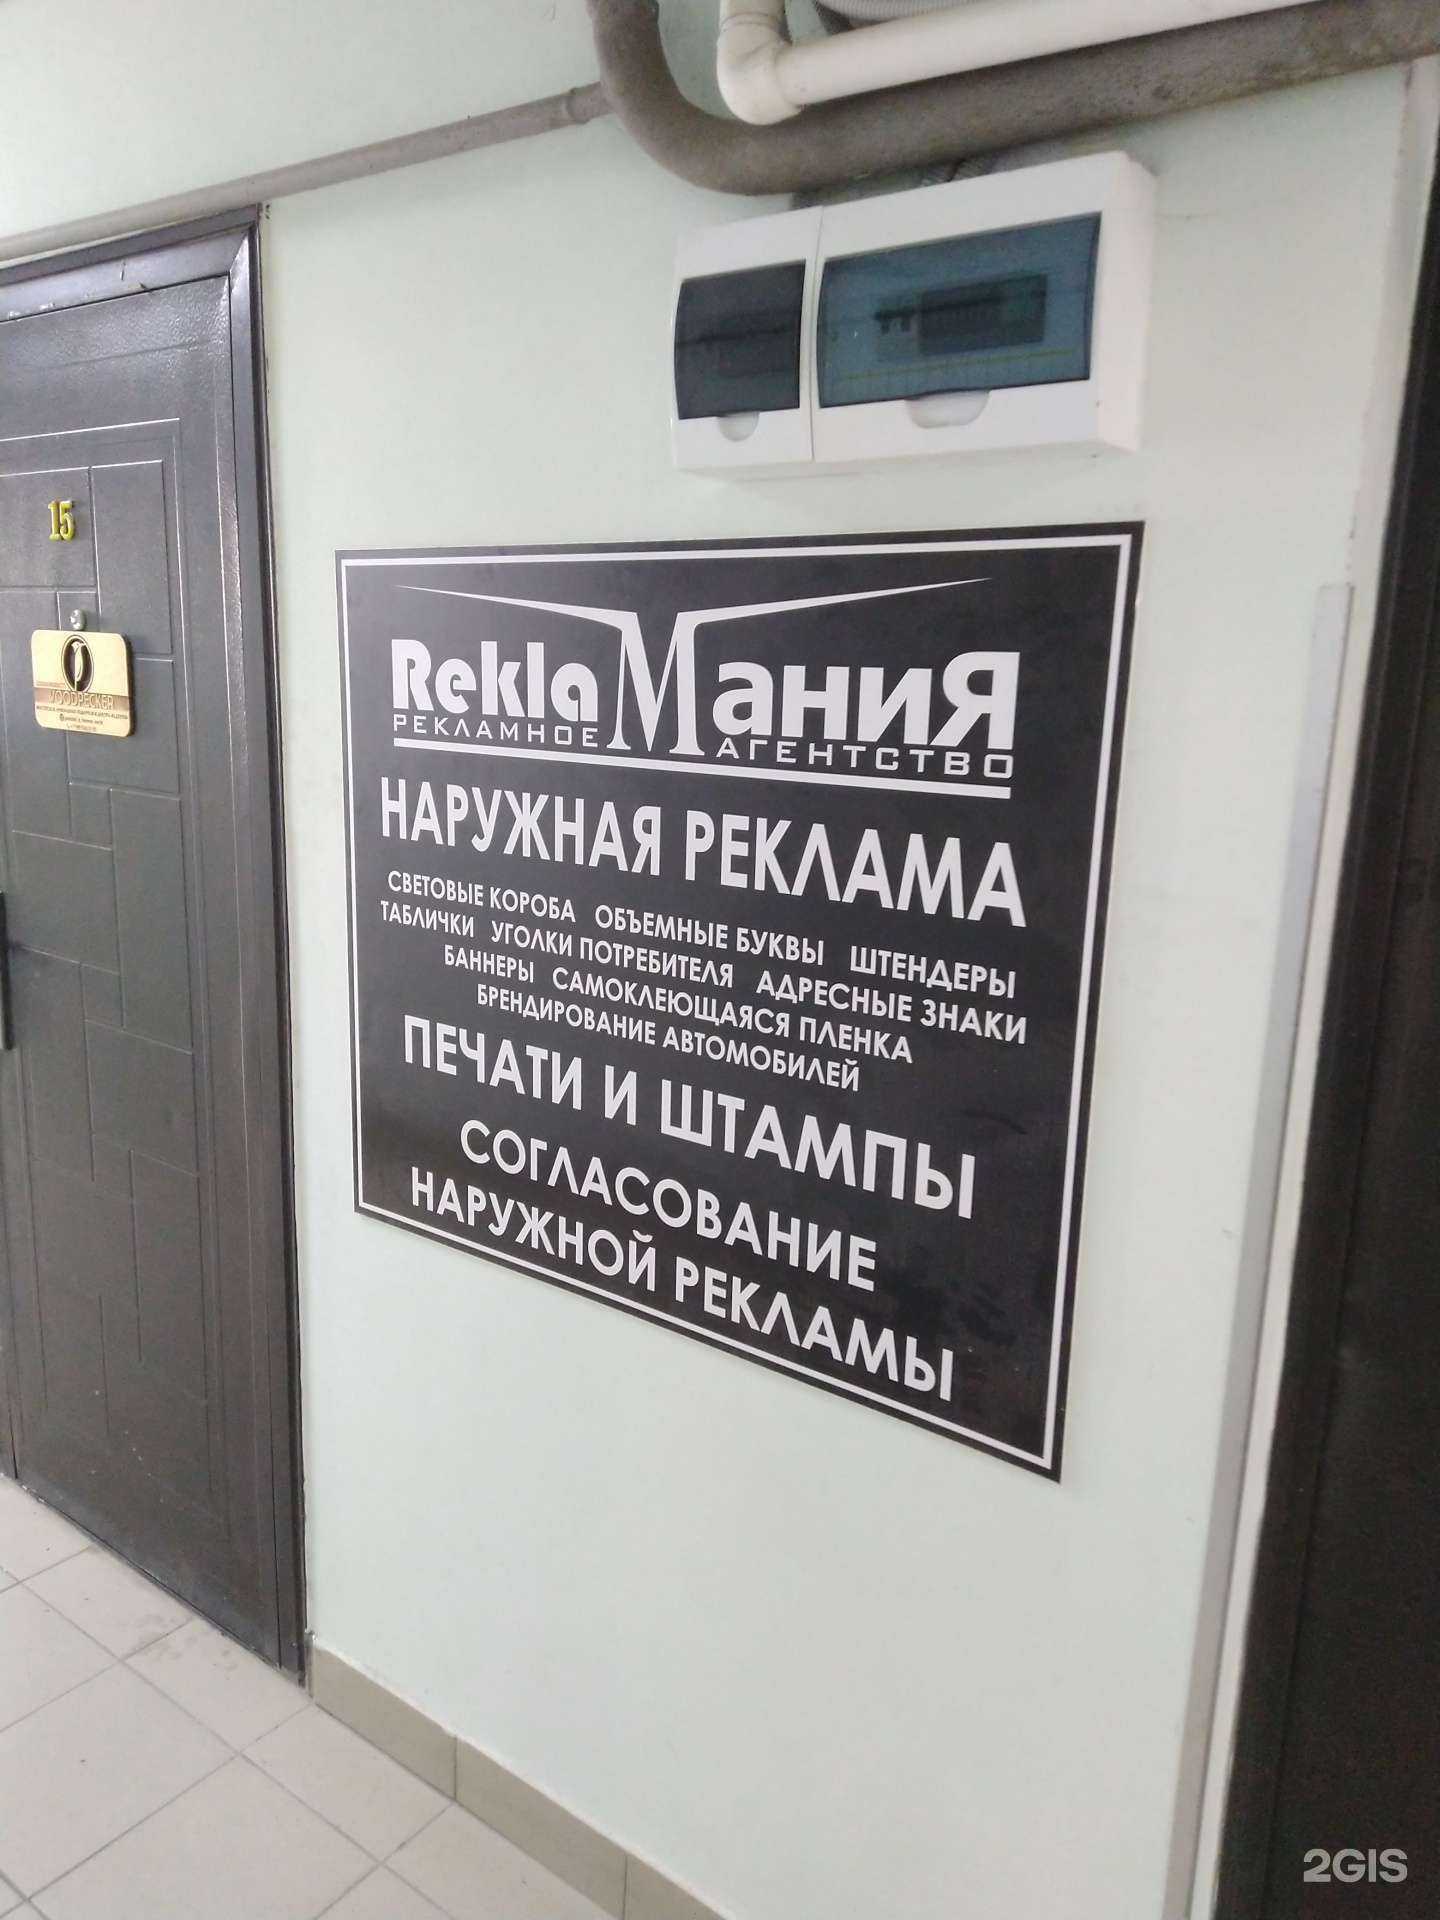 15
WOODPECKER
ReklaМаниЯ
РЕКЛАМНОЕ АГЕНТСТВО
НАРУЖНАЯ РЕКЛАМА
СВЕТОВЫЕ КОРОБА ОБЪЕМНЫЕ БУКВЫ ШТЕНДЕРЫ
ТАБЛИЧКИ УГОЛКИ ПОТРЕБИТЕЛЯ АДРЕСНЫЕ ЗНАКИ
БАННЕРЫ САМОКЛЕЮЩАЯСЯ ПЛЕНКА
БРЕНДИРОВАНИЕ АВТОМОБИЛЕЙ
ПЕЧАТИ И ШТАМПЫ
СОГЛАСОВАНИЕ
НАРУЖНОЙ РЕКЛАМЫ
2GIS